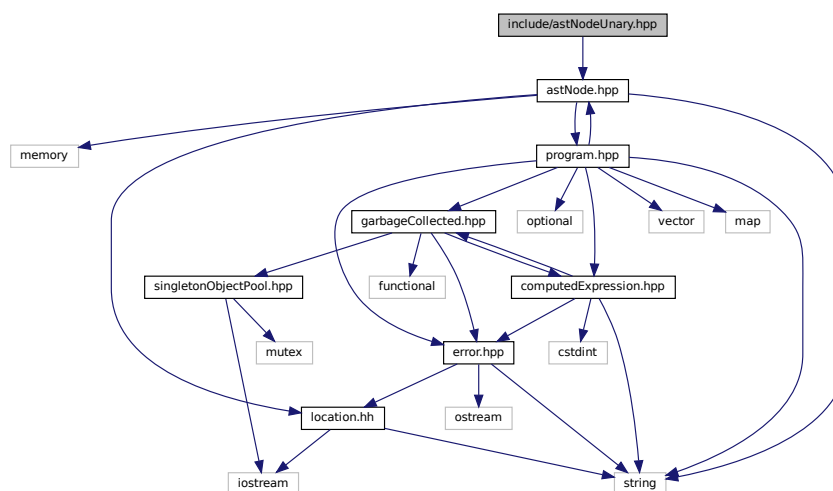 include/astNodeUnary.hpp
astNode.hpp
memory
program.hpp
garbageCollected.hpp
optional
vector
map
singletonObjectPool.hpp
functional
computedExpression.hpp
mutex
error.hpp
cstdint
location.hh
ostream
iostream
string